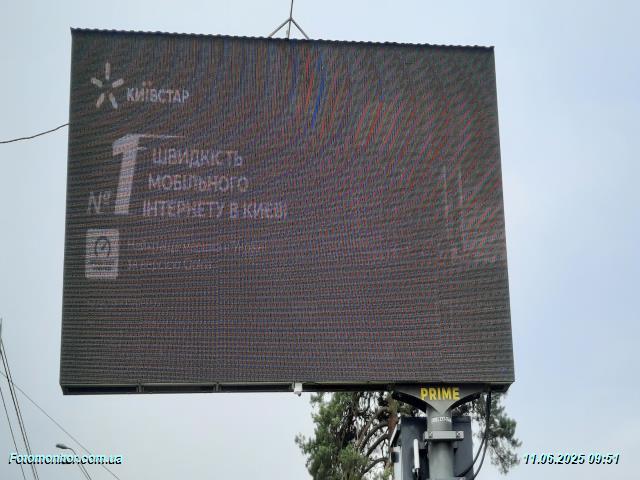 КИЇВСТАР
№1 ШВИДКІСТЬ
МОБІЛЬНОГО
ІНТЕРНЕТУ В КИЄВІ
PRIME
Fotomonitor.com.ua
11.06.2025 09:51